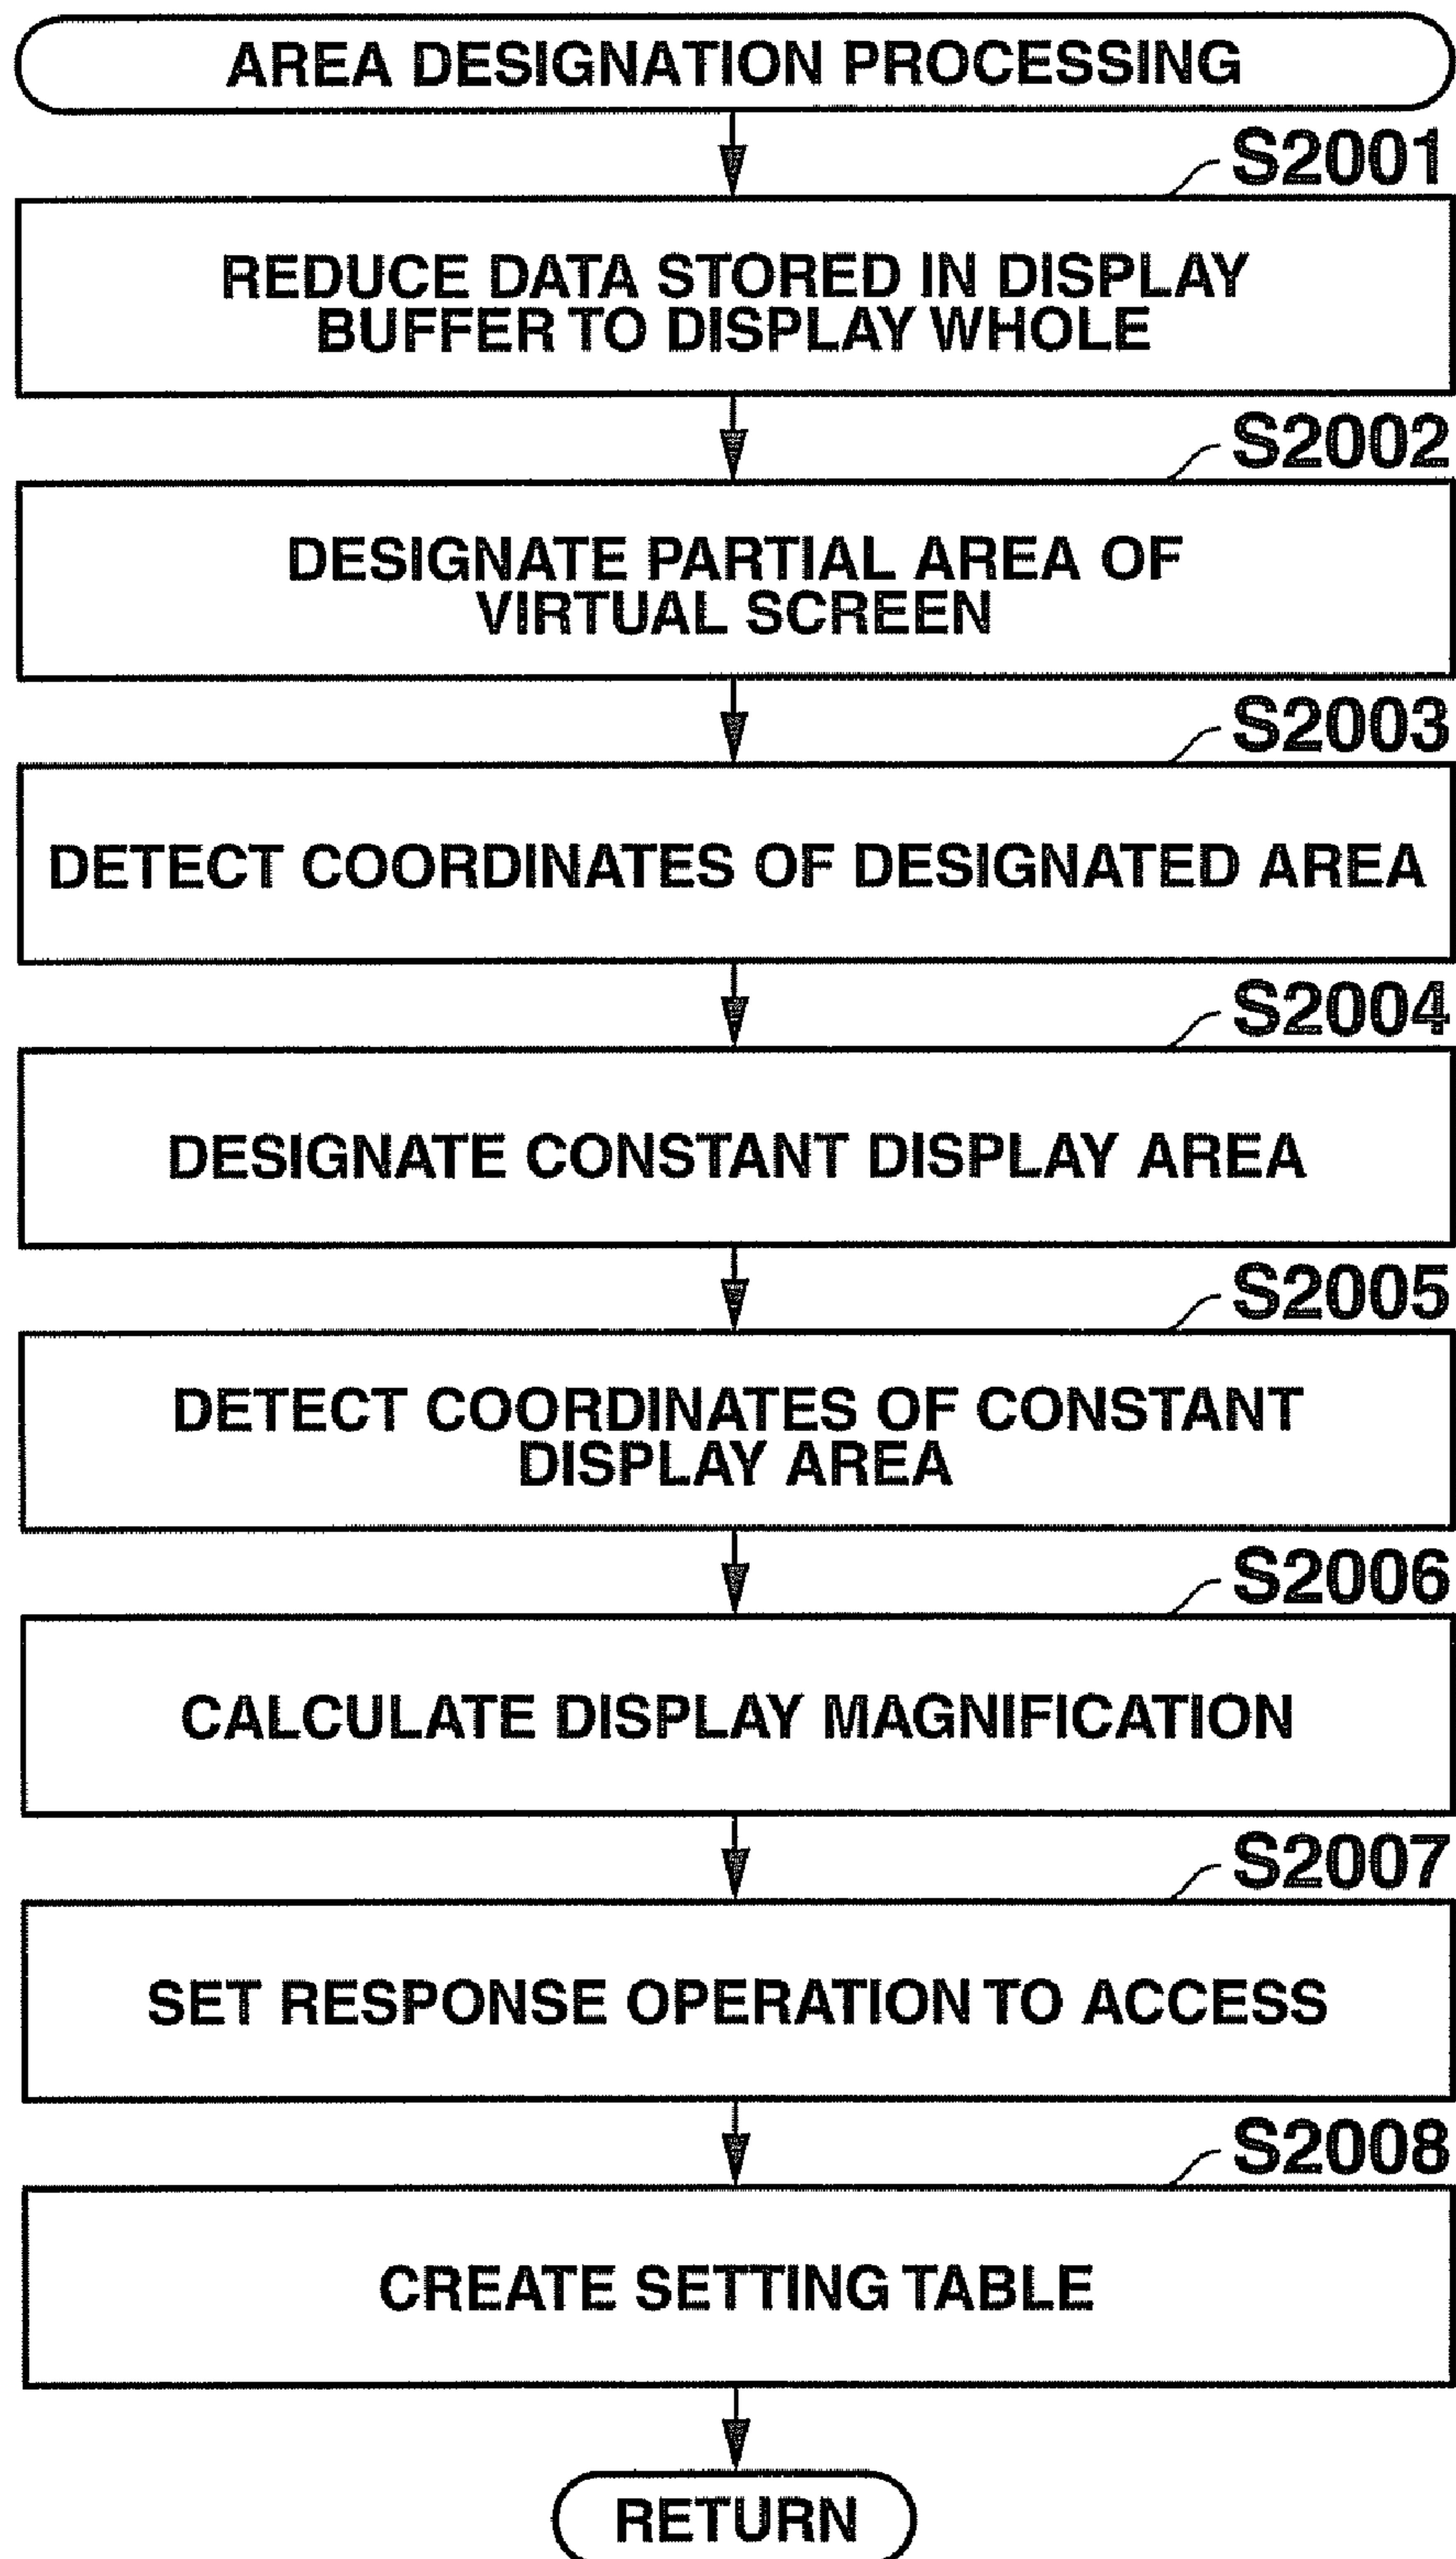 AREA DESIGNATION PROCESSING
S2001
REDUCE DATA STORED IN DISPLAY
BUFFER TO DISPLAY WHOLE
S2002
DESIGNATE PARTIAL AREA OF
VIRTUAL SCREEN
S2003
DETECT COORDINATES OF DESIGNATED AREA
S2004
DESIGNATE CONSTANT DISPLAY AREA
S2005
DETECT COORDINATES OF CONSTANT
DISPLAY AREA
S2006
CALCULATE DISPLAY MAGNIFICATION
S2007
SET RESPONSE OPERATION TO ACCESS
S2008
CREATE SETTING TABLE
RETURN